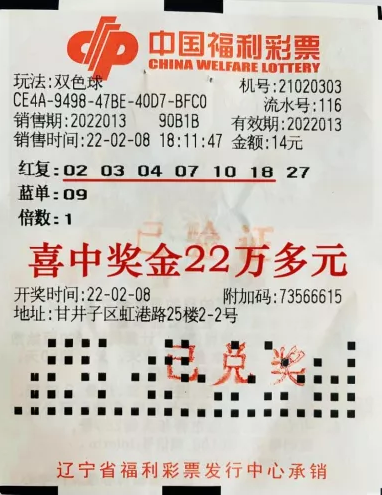 中国福利彩票
CHINA WELFARE LOTTERY
玩法:双色球 机号:21020303
CE4A-9498-47BE-40D7-BFC0 流水号:116
销售期:2022013 90B1B 有效期:2022013
销售时间:22-02-08 18:11:47 金额:14元
红复:02 03 04 07 10 18 27
蓝单:09
倍数:1
喜中奖金22万多元
开奖时间:22-02-08 附加码:73566615
地址:甘井子区虹港路25楼2-2号
已兑奖
辽宁省福利彩票发行中心承销